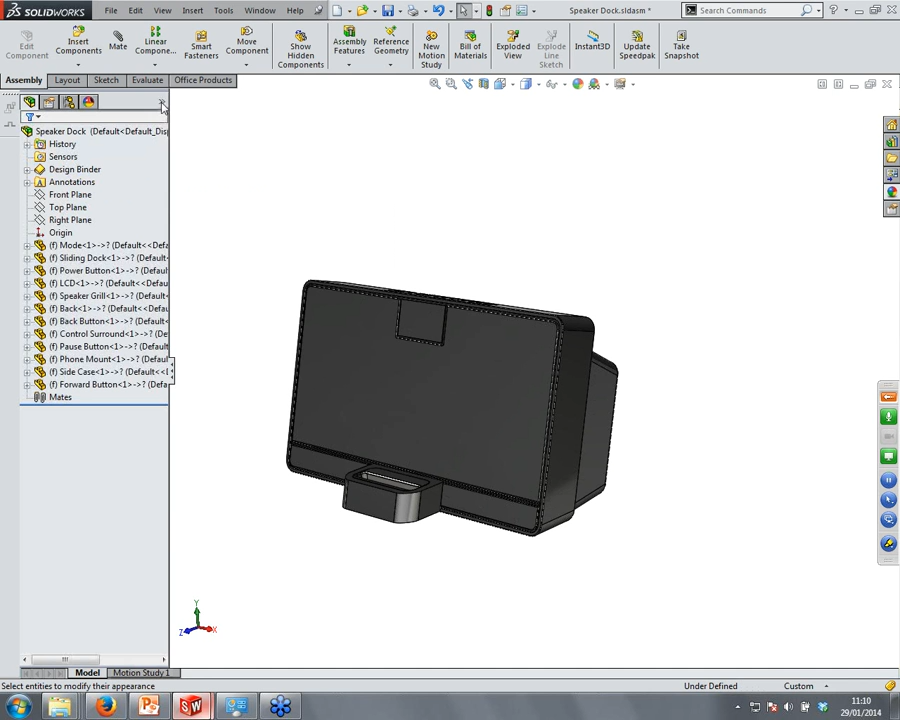 SOLIDWORKS File Edit View Insert Tools Window Help Speaker Dock.sldasm * Search Commands
Edit Component
Insert Components
Mate
Linear Compone...
Smart Fasteners
Move Component
Show Hidden Components
Assembly Features
Reference Geometry
New Motion Study
Bill of Materials
Exploded View
Explode Line Sketch
Instant3D
Update Speedpak
Take Snapshot
Assembly Layout Sketch Evaluate Office Products
Speaker Dock (Default<Default_Dis
History
Sensors
Design Binder
Annotations
Front Plane
Top Plane
Right Plane
Origin
(f) Mode<1>->? (Default<<Defa
(f) Sliding Dock<1>->? (Default
(f) Power Button<1>->? (Default
(f) LCD<1>->? (Default<<Default
(f) Speaker Grill<1>->? (Default
(f) Back<1>->? (Default<<Defau
(f) Back Button<1>->? (Default<
(f) Control Surround<1>->? (De
(f) Pause Button<1>->? (Default
(f) Phone Mount<1>->? (Defaul
(f) Side Case<1>->? (Default<<D
(f) Forward Button<1>->? (Defa
Mates
Y
Z
X
Model Motion Study 1
Select entities to modify their appearance Under Defined Custom
11:10
29/01/2014